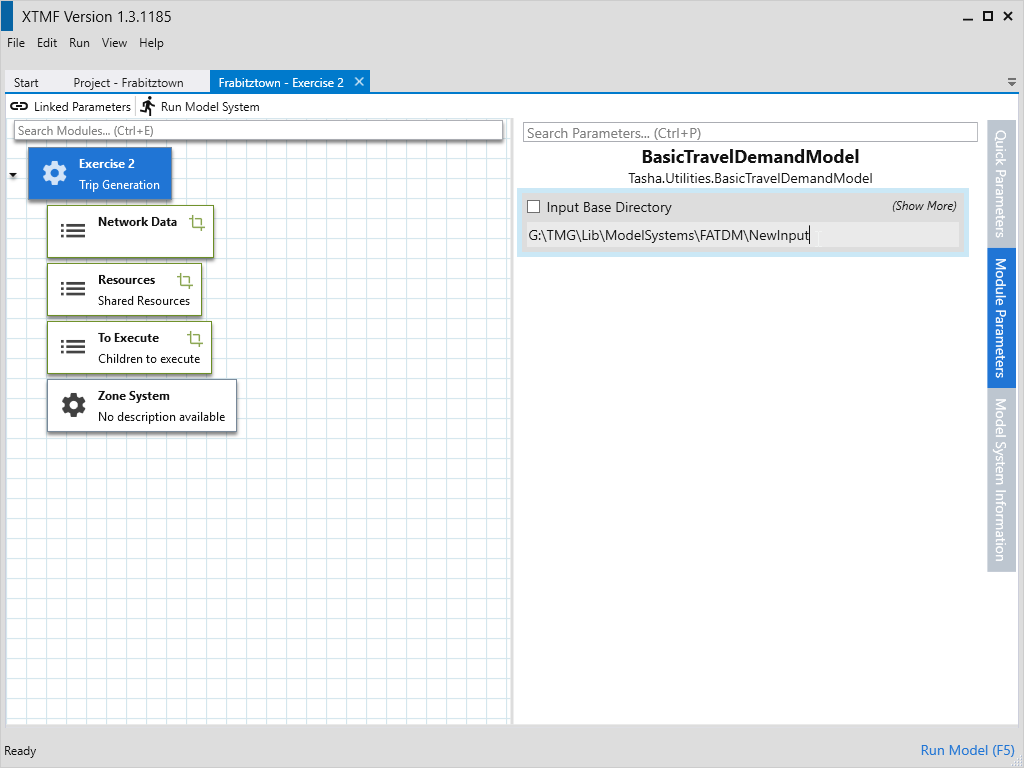 XTMF Version 1.3.1185
File Edit Run View Help
Start Project - Frabitztown Frabitztown - Exercise 2
Linked Parameters Run Model System
Search Modules... (Ctrl+E)
Exercise 2
Trip Generation
Network Data
Resources
Shared Resources
To Execute
Children to execute
Zone System
No description available
Search Parameters... (Ctrl+P)
BasicTravelDemandModel
Tasha.Utilities.BasicTravelDemandModel
Input Base Directory (Show More)
G:\TMG\Lib\ModelSystems\FATDM\NewInput
Quick Parameters
Module Parameters
Model System Information
Ready Run Model (F5)